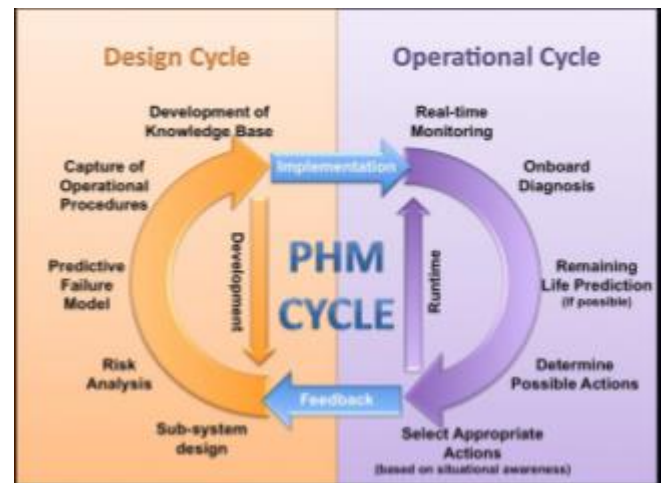 Design Cycle
Operational Cycle
Development of
Knowledge Base
Real-time
Monitoring
Capture of
Operational
Procedures
Implementation
Onboard
Diagnosis
Predictive
Failure
Model
Development
PHM
CYCLE
Runtime
Remaining
Life Prediction
(if possible)
Risk
Analysis
Determine
Possible Actions
Feedback
Sub-system
design
Select Appropriate
Actions
(based on situational awareness)